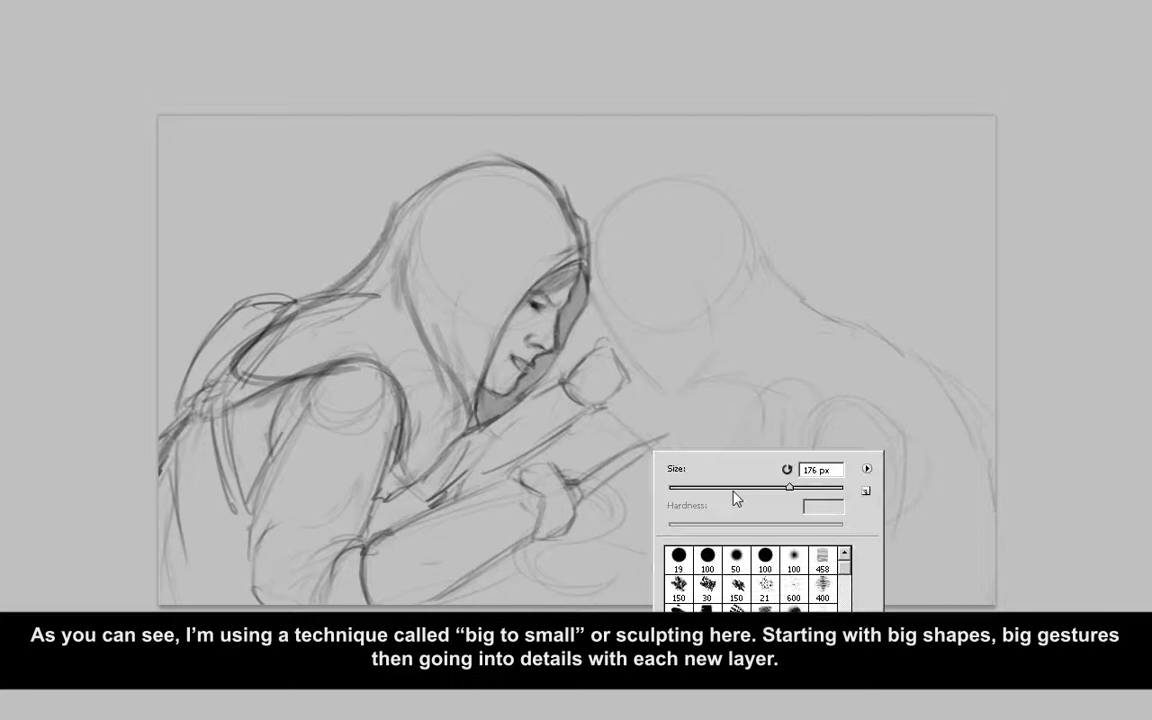 Size:
176 px
Hardness:
19 100 50 100 100 458
150 30 150 21 600 400
As you can see, I’m using a technique called “big to small” or sculpting here. Starting with big shapes, big gestures
then going into details with each new layer.